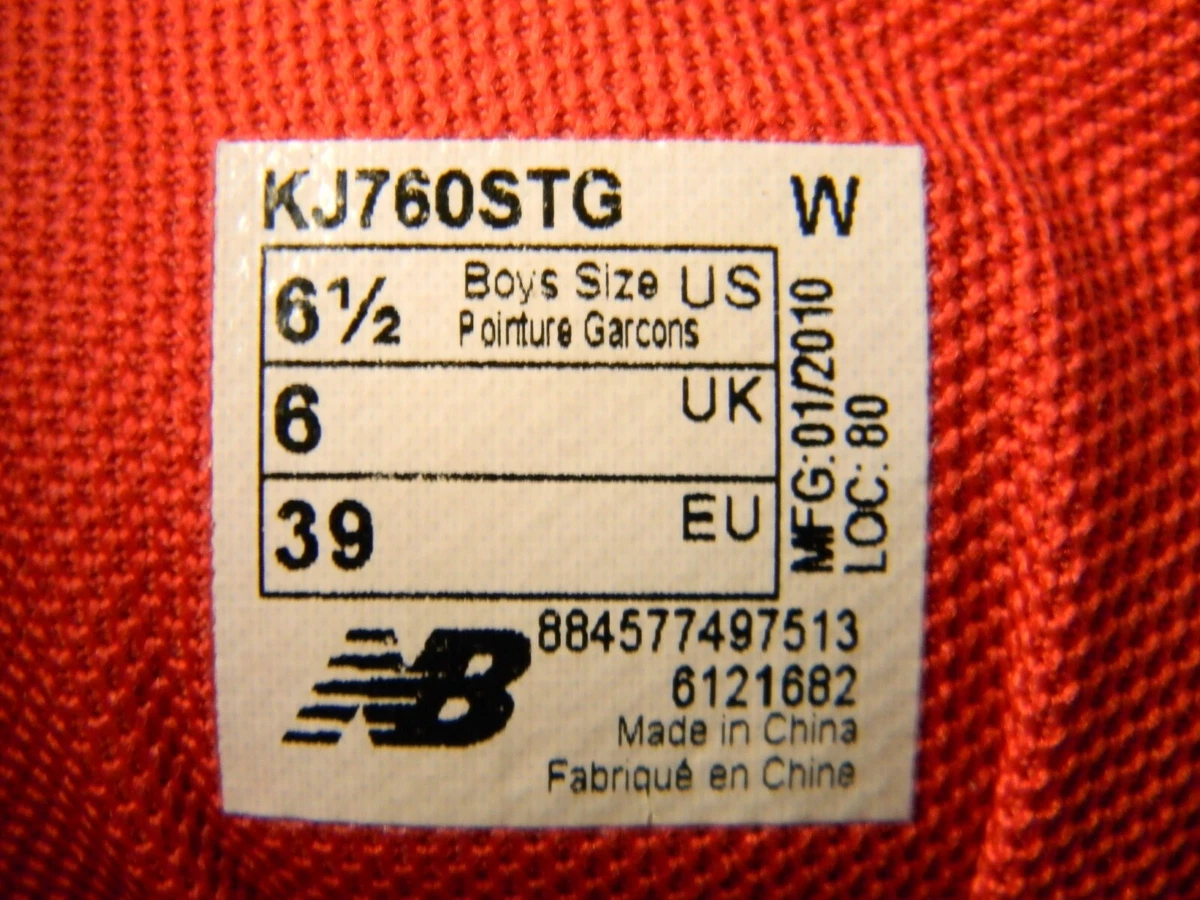 KJ760STG W
6½ Boys Size US
Pointure Garcons
6 UK
39 EU
MFG:01/2010
LOC: 80
NB
884577497513
6121682
Made in China
Fabriqué en Chine